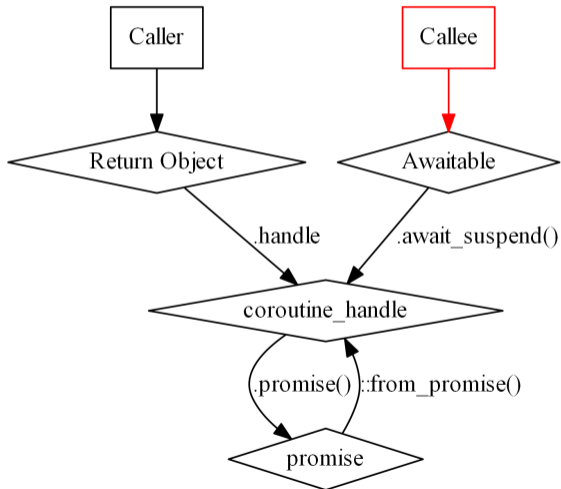 Caller
Callee
Return Object
Awaitable
.handle
.await_suspend()
coroutine_handle
.promise()
::from_promise()
promise